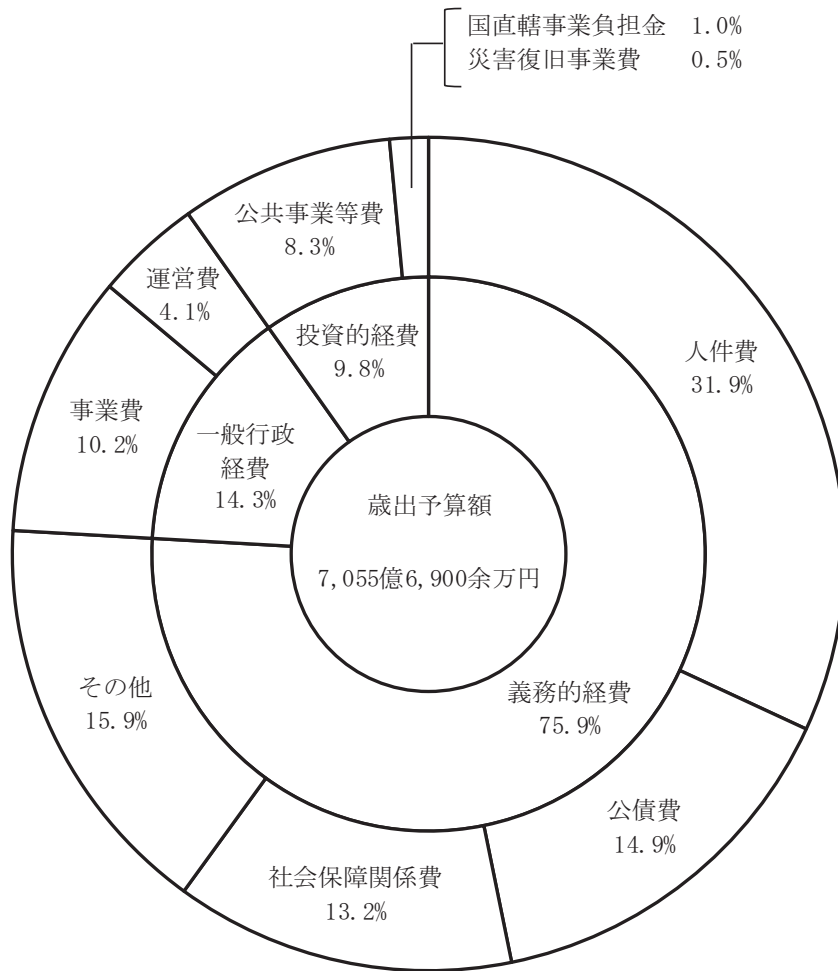 国直轄事業負担金 1.0%
災害復旧事業費 0.5%
公共事業等費
8.3%
運営費
4.1%
投資的経費
9.8%
人件費
31.9%
事業費
10.2%
一般行政
経費
14.3%
歳出予算額
7,055億6,900余万円
その他
15.9%
義務的経費
75.9%
公債費
14.9%
社会保障関係費
13.2%